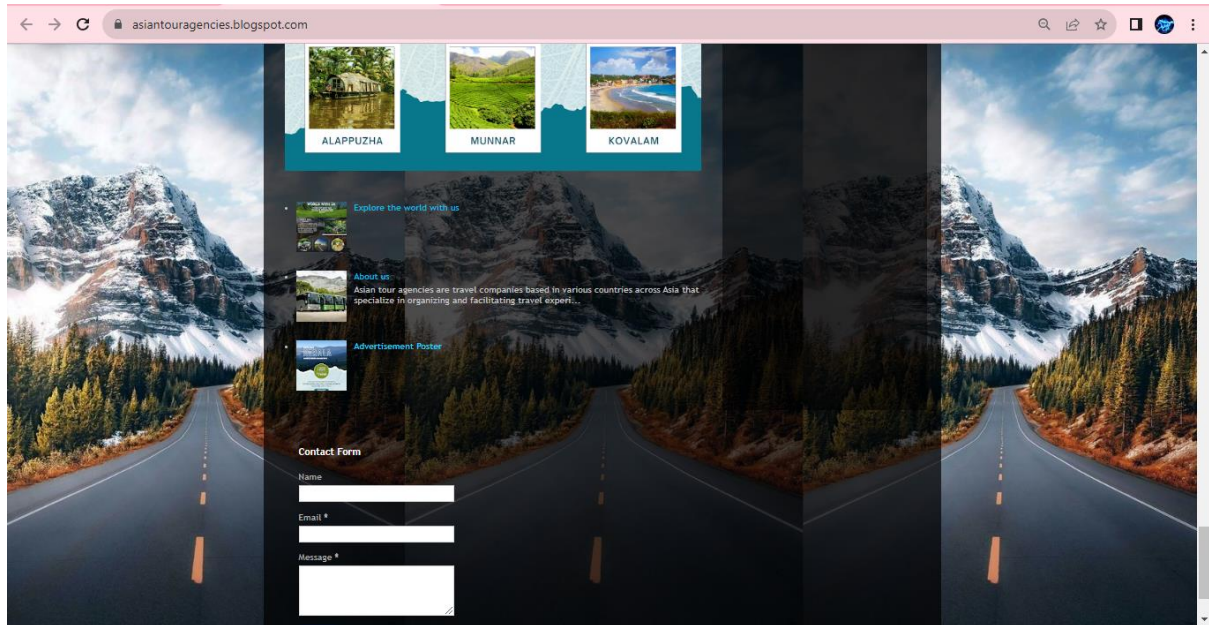 asiantouragencies.blogspot.com
ALAPPUZHA MUNNAR KOVALAM
Explore the world with us
About us
Asian tour agencies are travel companies based in various countries across Asia that
specialize in organizing and facilitating travel experi...
Advertisement Poster
KERALA
Contact Form
Name
Email *
Message *